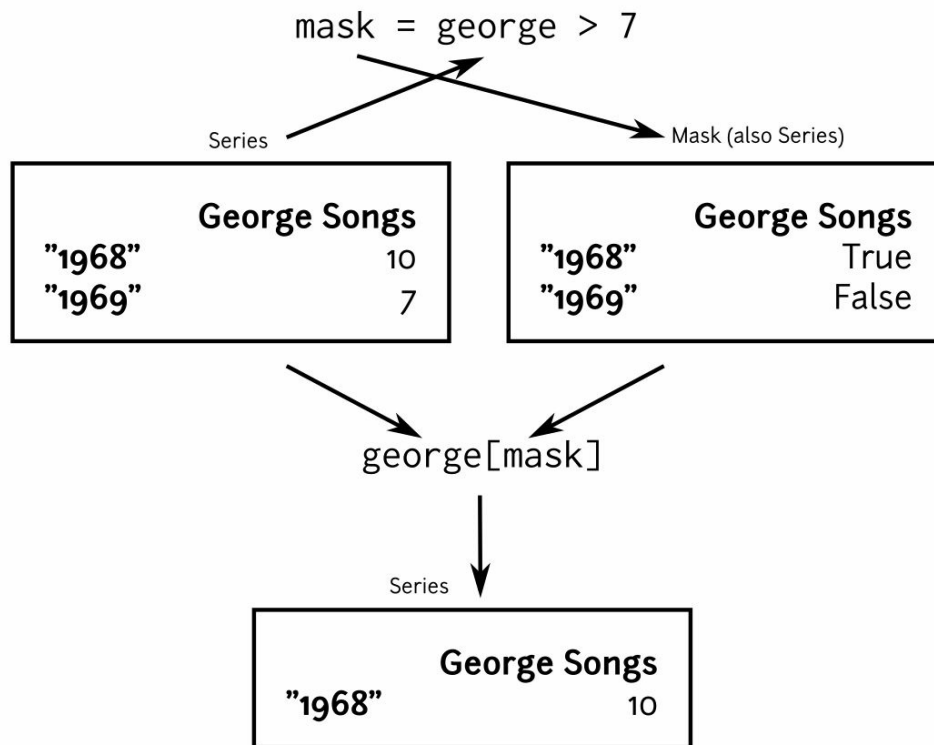 mask = george > 7
Series
Mask (also Series)
George Songs
”1968” 10
”1969” 7
George Songs
”1968” True
”1969” False
george[mask]
Series
George Songs
”1968” 10